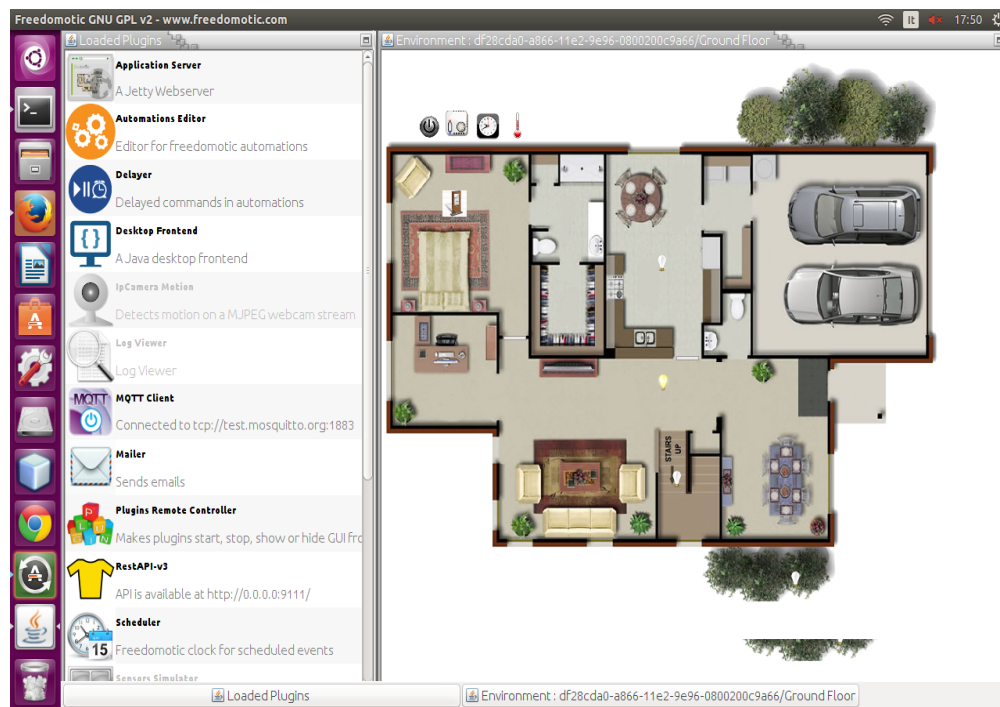 Freedomotic GNU GPL v2 - www.freedomotic.com
It
17:50
Loaded Plugins
Environment : df28cda0-a866-11e2-9e96-0800200c9a66/Ground Floor
Application Server
A Jetty Webserver
Automations Editor
Editor for freedomotic automations
Delayer
Delayed commands in automations
{ }
Desktop Frontend
A Java desktop frontend
IpCamera Motion
Detects motion on a MJPEG webcam stream
Log Viewer
Log Viewer
MQTT
MQTT Client
Connected to tcp://test.mosquitto.org:1883
Mailer
Sends emails
Plugins Remote Controller
Makes plugins start, stop, show or hide GUI fro
RestAPI-v3
API is available at http://0.0.0.0:9111/
15
Scheduler
Freedomotic clock for scheduled events
Sensors Simulator
STAIRS
UP
Loaded Plugins
Environment : df28cda0-a866-11e2-9e96-0800200c9a66/Ground Floor